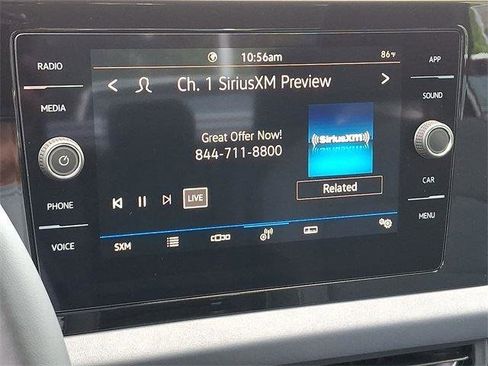 RADIO
MEDIA
PHONE
VOICE
10:56am
86°F
Ch. 1 SiriusXM Preview
Great Offer Now!
844-711-8800
((SiriusXM))
Related
LIVE
SXM
APP
SOUND
CAR
MENU